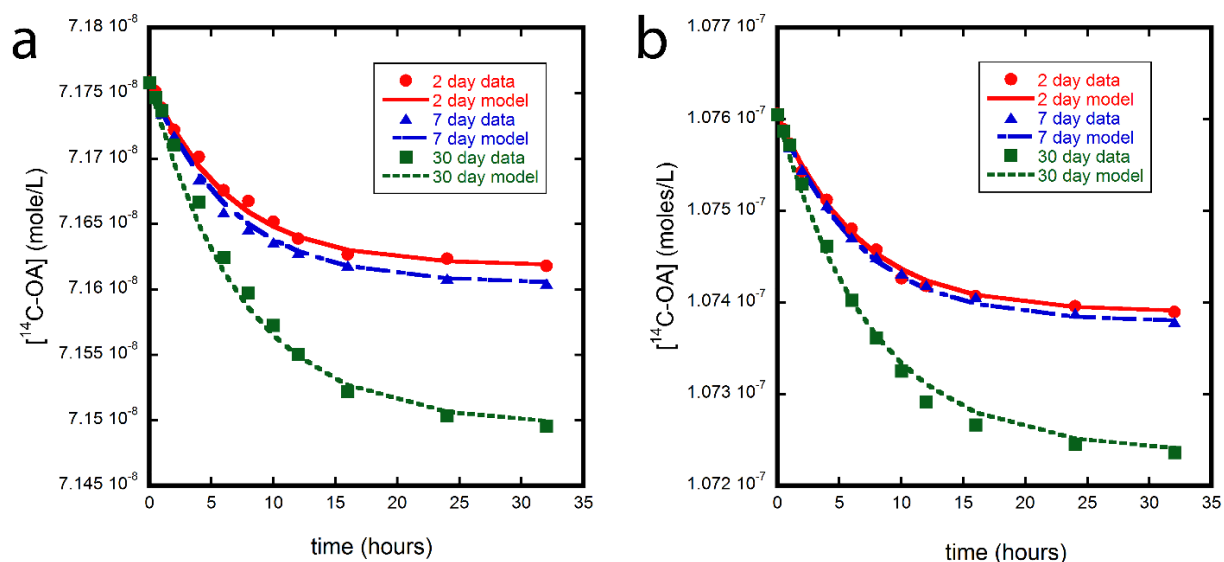 a
7.18 10⁻⁸
7.175 10⁻⁸
7.17 10⁻⁸
7.165 10⁻⁸
7.16 10⁻⁸
7.155 10⁻⁸
7.15 10⁻⁸
7.145 10⁻⁸
[¹⁴C-OA] (mole/L)
2 day data
2 day model
7 day data
7 day model
30 day data
30 day model
0 5 10 15 20 25 30 35
time (hours)
b
1.077 10⁻⁷
1.076 10⁻⁷
1.075 10⁻⁷
1.074 10⁻⁷
1.073 10⁻⁷
1.072 10⁻⁷
[¹⁴C-OA] (moles/L)
2 day data
2 day model
7 day data
7 day model
30 day data
30 day model
0 5 10 15 20 25 30 35
time (hours)